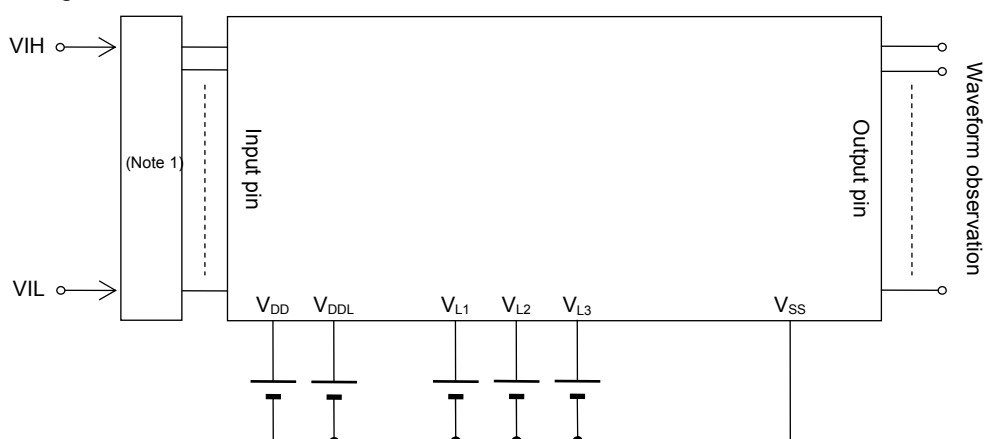 VIH
(Note 1)
VIL
Input pin
Output pin
Waveform observation
VDD
VDDL
VL1
VL2
VL3
VSS